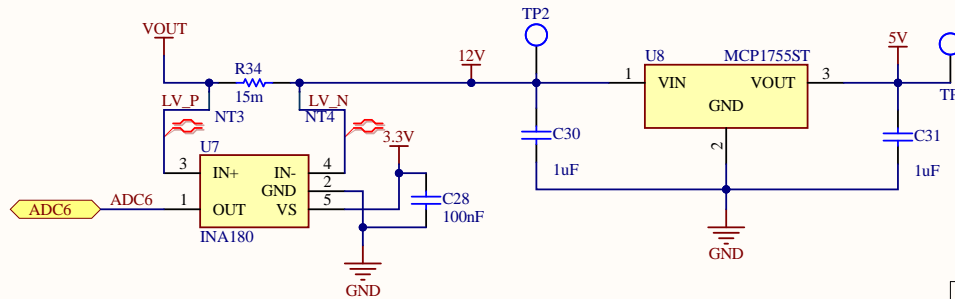 TP2
VOUT
12V
5V
R34
15m
U8
MCP1755ST
1
VIN
VOUT
3
GND
2
TP
LV_P
NT3
LV_N
NT4
C30
1uF
C31
1uF
3.3V
U7
3
IN+
IN-
4
GND
2
1
OUT
VS
5
INA180
ADC6
ADC6
C28
100nF
GND
GND